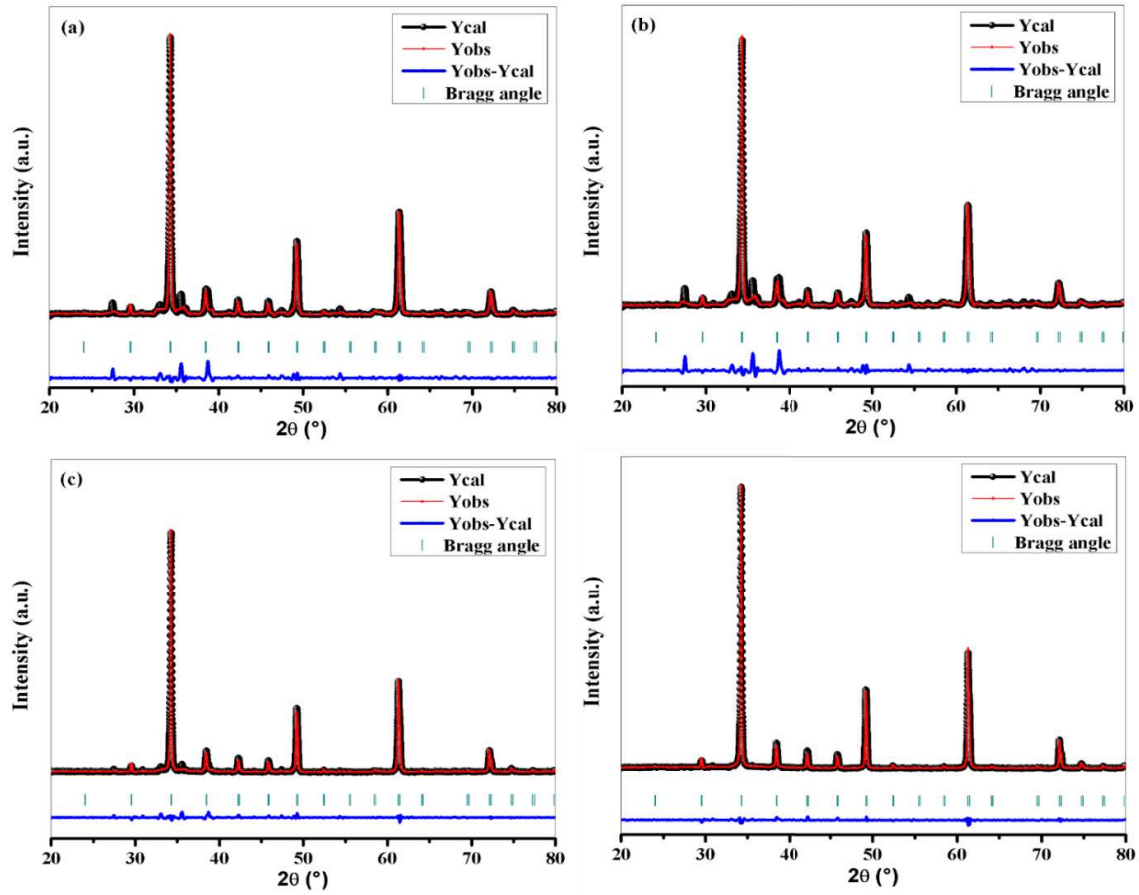 (a)
Ycal
Yobs
Yobs-Ycal
Bragg angle
Intensity (a.u.)
20 30 40 50 60 70 80
2θ (°)
(b)
Ycal
Yobs
Yobs-Ycal
Bragg angle
Intensity (a.u.)
20 30 40 50 60 70 80
2θ (°)
(c)
Ycal
Yobs
Yobs-Ycal
Bragg angle
Intensity (a.u.)
20 30 40 50 60 70 80
2θ (°)
Ycal
Yobs
Yobs-Ycal
Bragg angle
Intensity (a.u.)
20 30 40 50 60 70 80
2θ (°)